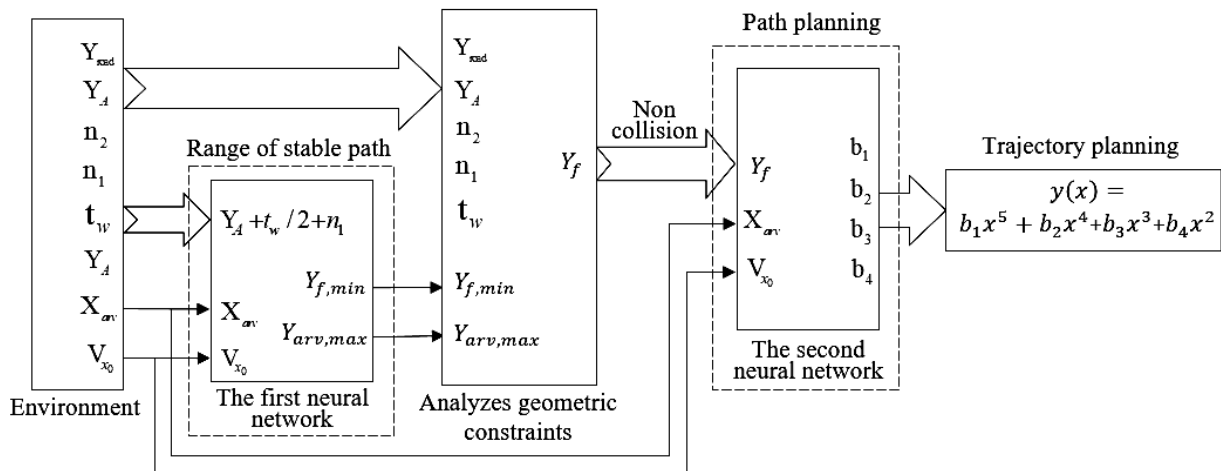 Y_end
Y_A
n_2
n_1
t_w
Y_A
X_arv
V_x_0
Environment
Range of stable path
Y_A + t_w / 2 + n_1
Y_f,min
X_arv
Y_arv,max
V_x_0
The first neural
network
Y_end
Y_A
n_2
n_1
Y_f
t_w
Y_f,min
Y_arv,max
Analyzes geometric
constraints
Non
collision
Path planning
b_1
Y_f
b_2
X_arv
b_3
V_x_0
b_4
The second
neural network
Trajectory planning
y(x) =
b_1x^5 + b_2x^4+b_3x^3+b_4x^2